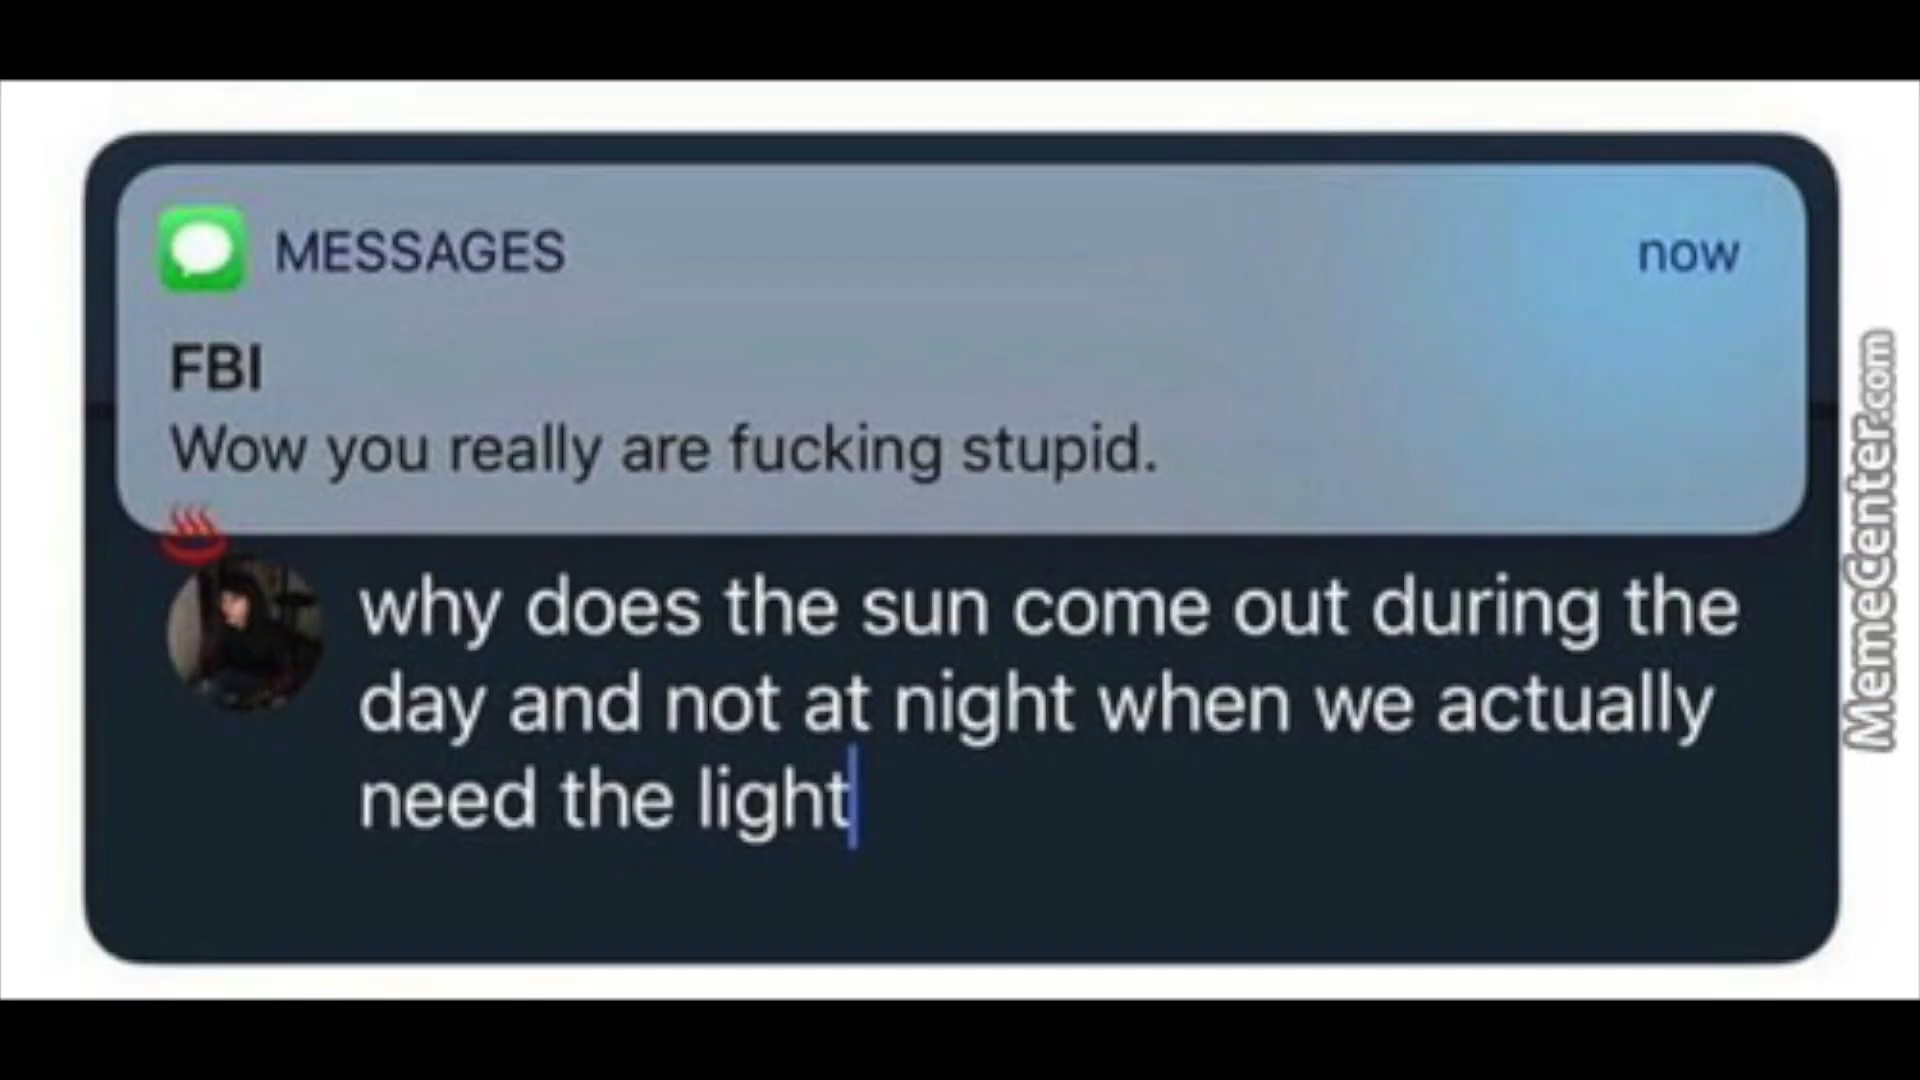 MESSAGES
now
FBI
Wow you really are fucking stupid.
why does the sun come out during the
day and not at night when we actually
need the light
MemeCenter.com